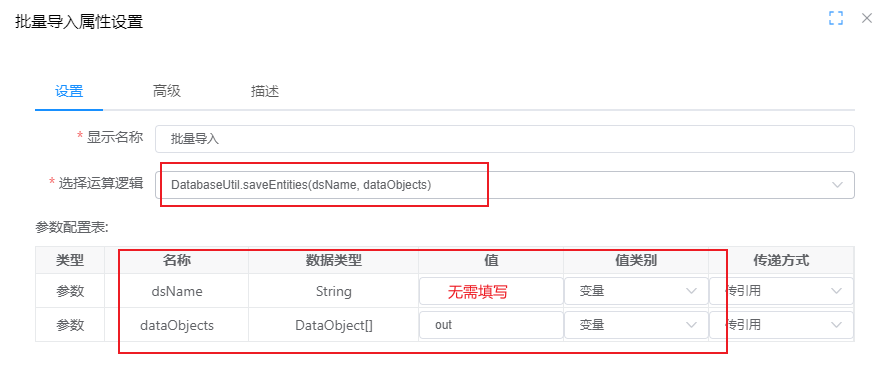 批量导入属性设置
设置 高级 描述
* 显示名称 批量导入
* 选择运算逻辑 DatabaseUtil.saveEntities(dsName, dataObjects)
参数配置表:
类型 名称 数据类型 值 值类别 传递方式
参数 dsName String 无需填写 变量 传引用
参数 dataObjects DataObject[] out 变量 传引用